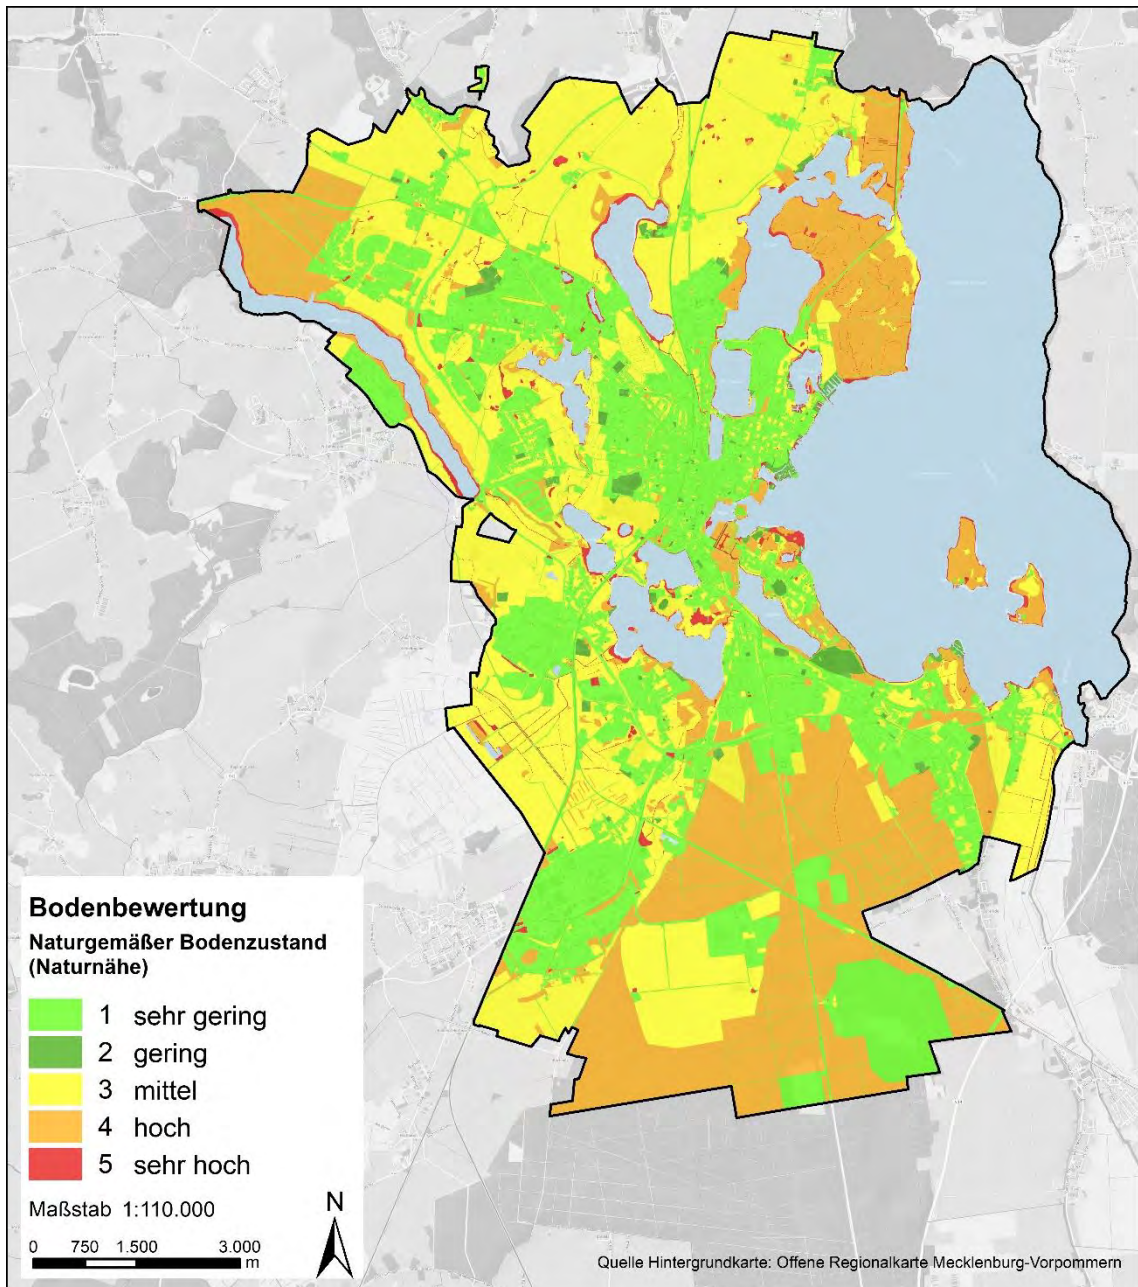 Bodenbewertung
Naturgemäßer Bodenzustand
(Naturnähe)
1 sehr gering
2 gering
3 mittel
4 hoch
5 sehr hoch
Maßstab 1:110.000
N
0 750 1.500 3.000
m
Quelle Hintergrundkarte: Offene Regionalkarte Mecklenburg-Vorpommern